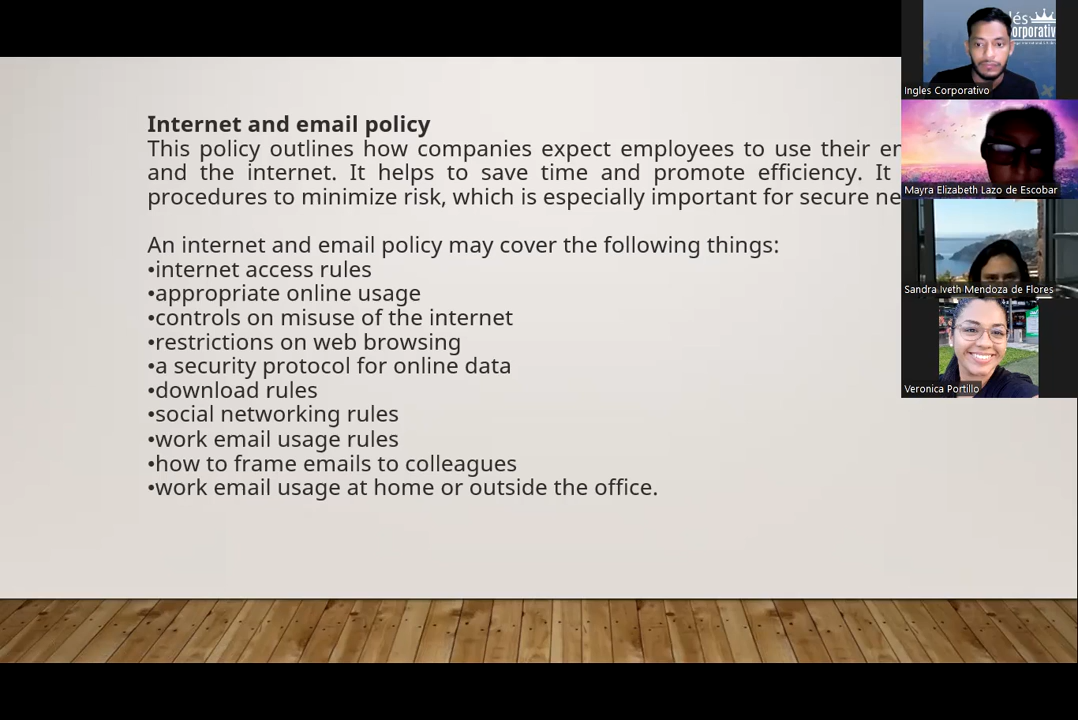 Internet and email policy
This policy outlines how companies expect employees to use their
and the internet. It helps to save time and promote efficiency. It
procedures to minimize risk, which is especially important for secure
An internet and email policy may cover the following things:
•internet access rules
•appropriate online usage
•controls on misuse of the internet
•restrictions on web browsing
•a security protocol for online data
•download rules
•social networking rules
•work email usage rules
•how to frame emails to colleagues
•work email usage at home or outside the office.
Ingles Corporativo
Mayra Elizabeth Lazo de Escobar
Sandra Iveth Mendoza de Flores
Veronica Portillo